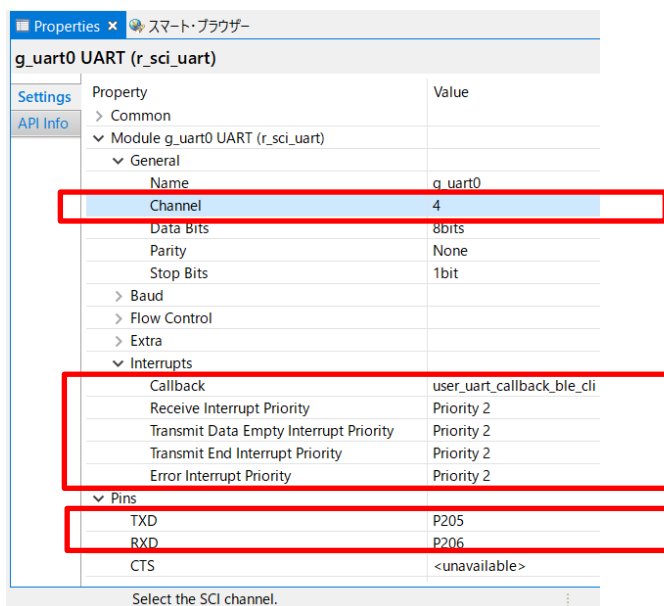 Properties スマート・ブラウザー
g_uart0 UART (r_sci_uart)
Settings
API Info
Property Value
Common
Module g_uart0 UART (r_sci_uart)
General
Name g_uart0
Channel 4
Data Bits 8bits
Parity None
Stop Bits 1bit
Baud
Flow Control
Extra
Interrupts
Callback user_uart_callback_ble_cli
Receive Interrupt Priority Priority 2
Transmit Data Empty Interrupt Priority Priority 2
Transmit End Interrupt Priority Priority 2
Error Interrupt Priority Priority 2
Pins
TXD P205
RXD P206
CTS <unavailable>
Select the SCI channel.